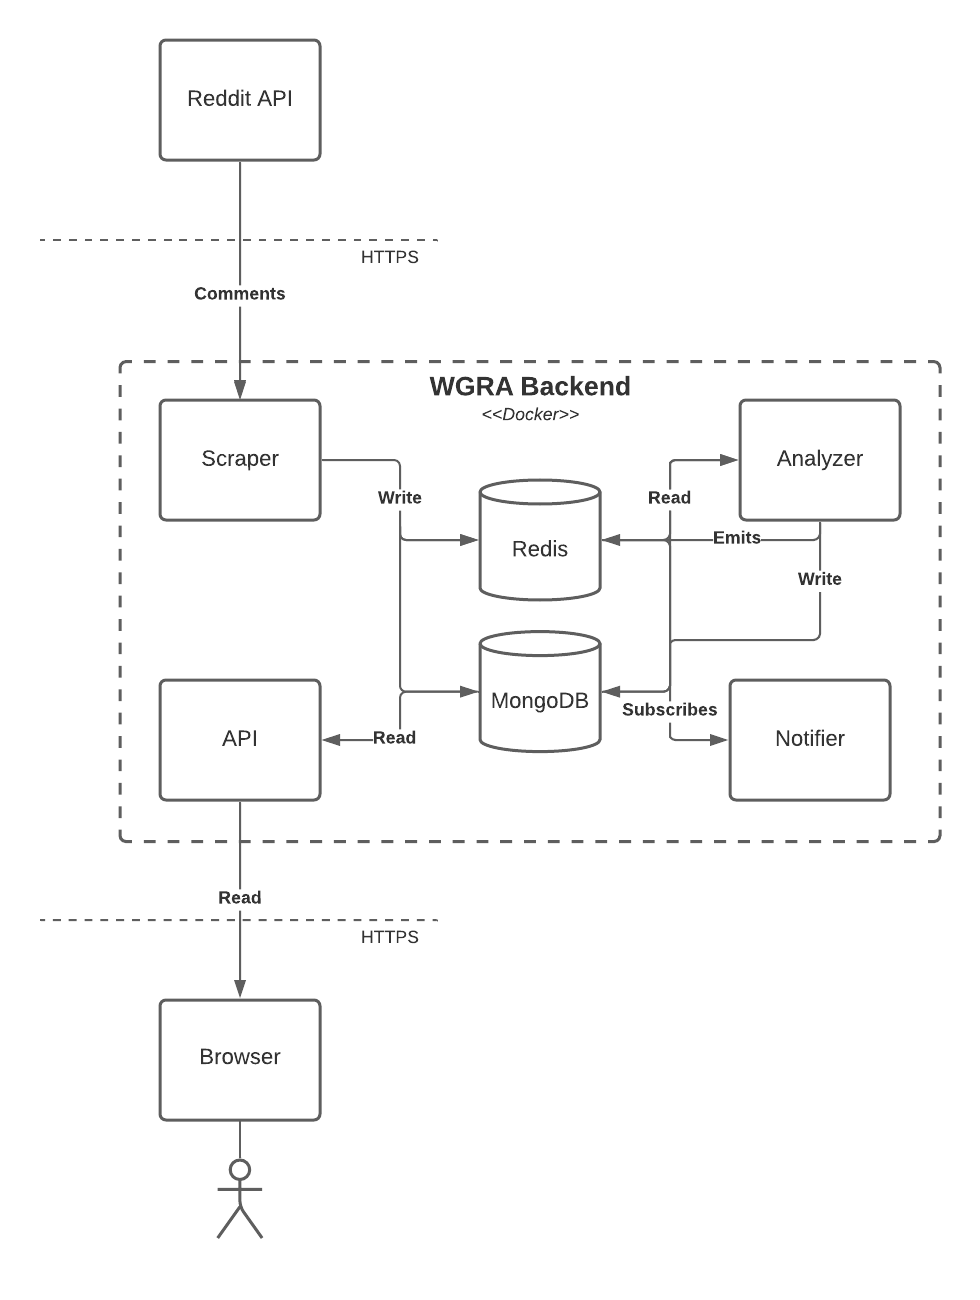 Reddit API
HTTPS
Comments
WGRA Backend
<<Docker>>
Scraper
Analyzer
Write
Read
Emits
Redis
Write
MongoDB
Subscribes
API
Read
Notifier
Read
HTTPS
Browser